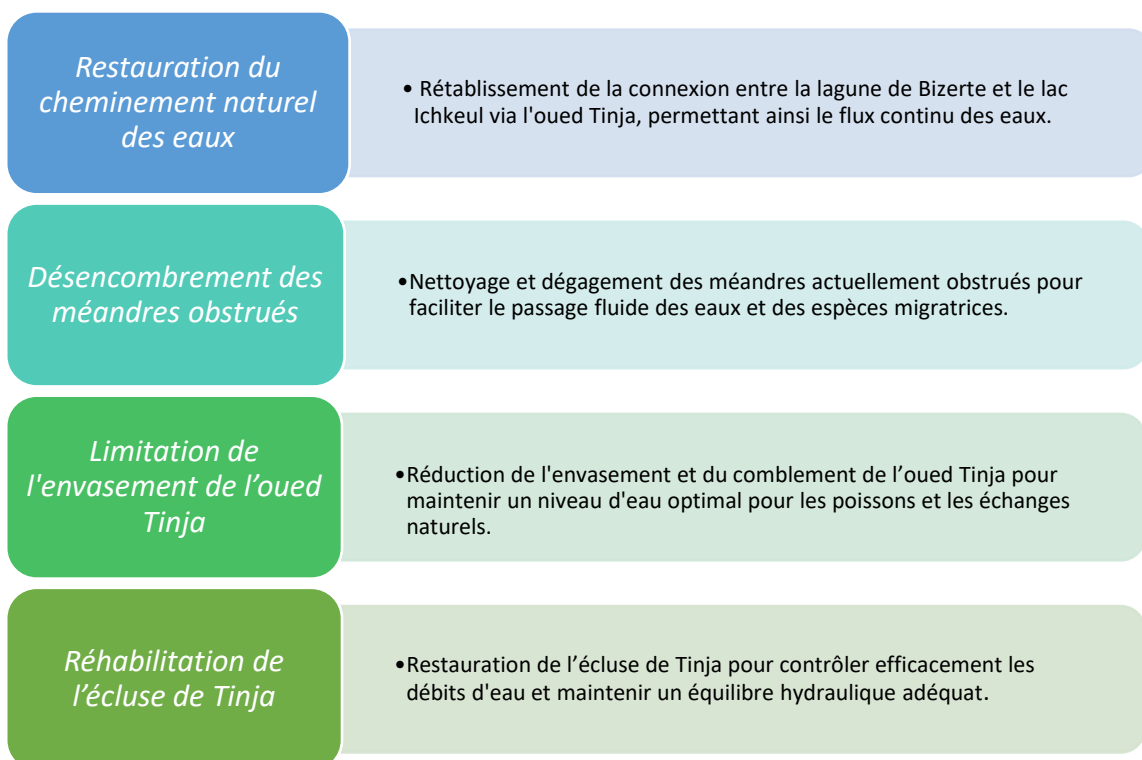 Restauration du
cheminement naturel
des eaux
• Rétablissement de la connexion entre la lagune de Bizerte et le lac
Ichkeul via l'oued Tinja, permettant ainsi le flux continu des eaux.
Désencombrement des
méandres obstrués
•Nettoyage et dégagement des méandres actuellement obstrués pour
faciliter le passage fluide des eaux et des espèces migratrices.
Limitation de
l'envasement de l’oued
Tinja
•Réduction de l'envasement et du comblement de l’oued Tinja pour
maintenir un niveau d'eau optimal pour les poissons et les échanges
naturels.
Réhabilitation de
l’écluse de Tinja
•Restauration de l’écluse de Tinja pour contrôler efficacement les
débits d'eau et maintenir un équilibre hydraulique adéquat.